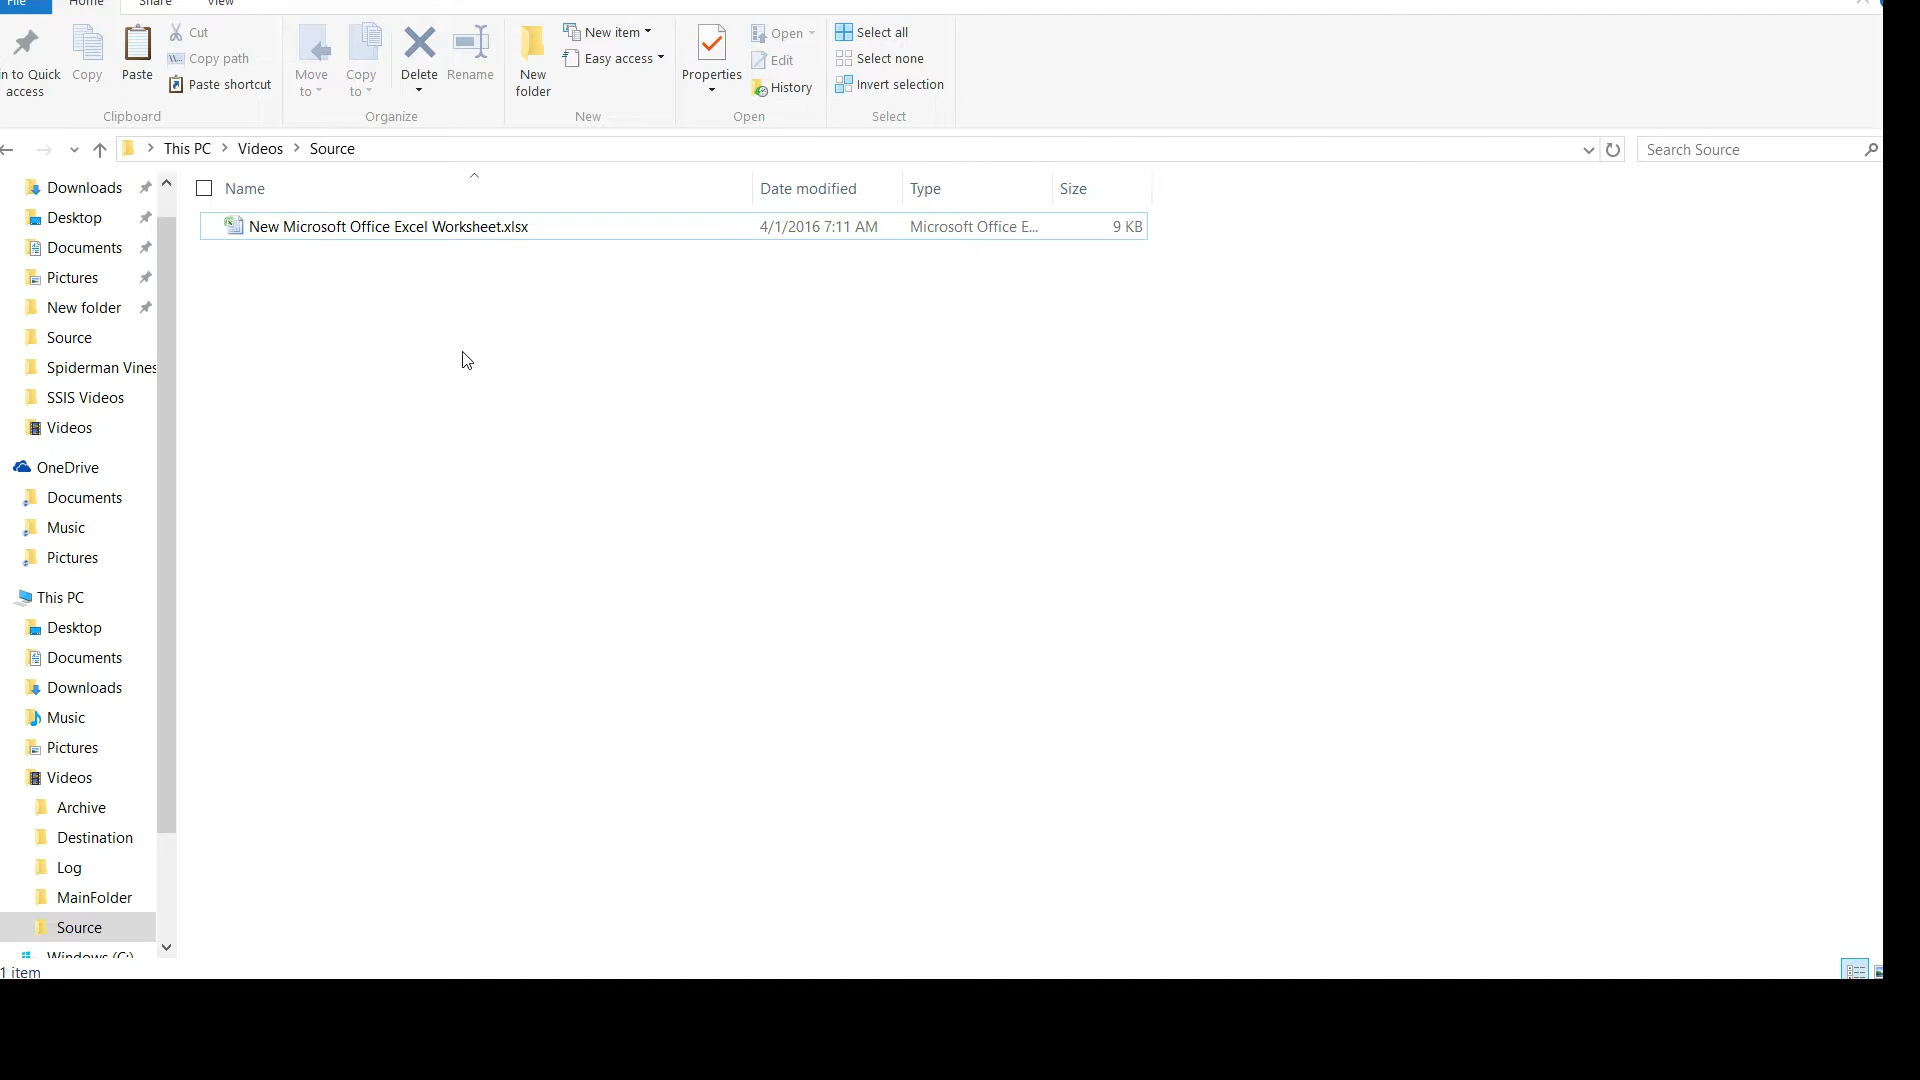 File Home Share View
in to Quick access
Copy
Paste
Cut
Copy path
Paste shortcut
Clipboard
Move to
Copy to
Delete
Rename
Organize
New folder
New item
Easy access
New
Properties
Open
Edit
History
Open
Select all
Select none
Invert selection
Select
This PC Videos Source
Search Source
Name Date modified Type Size
New Microsoft Office Excel Worksheet.xlsx 4/1/2016 7:11 AM Microsoft Office E... 9 KB
Downloads
Desktop
Documents
Pictures
New folder
Source
Spiderman Vines
SSIS Videos
Videos
OneDrive
Documents
Music
Pictures
This PC
Desktop
Documents
Downloads
Music
Pictures
Videos
Archive
Destination
Log
MainFolder
Source
Windows (C:)
1 item